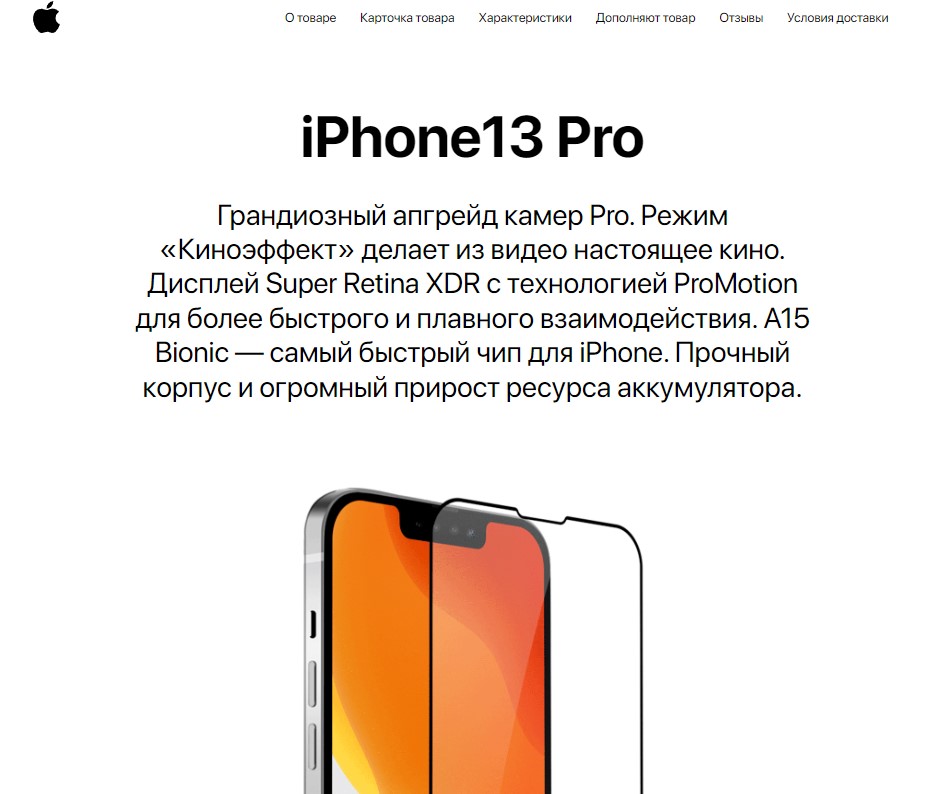 О товаре Карточка товара Характеристики Дополняют товар Отзывы Условия доставки
iPhone13 Pro
Грандиозный апгрейд камер Pro. Режим
«Киноэффект» делает из видео настоящее кино.
Дисплей Super Retina XDR с технологией ProMotion
для более быстрого и плавного взаимодействия. A15
Bionic — самый быстрый чип для iPhone. Прочный
корпус и огромный прирост ресурса аккумулятора.